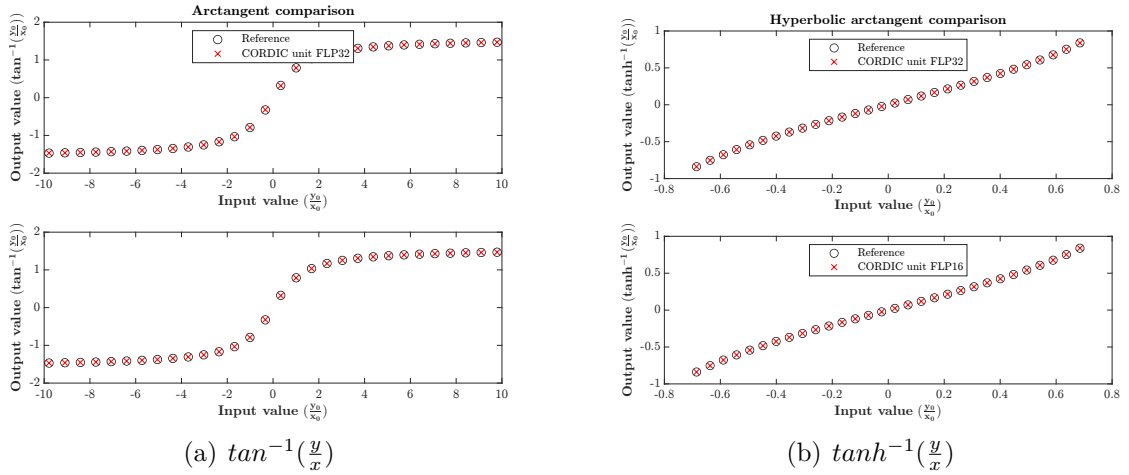 Arctangent comparison
Output value (tan⁻¹(y₀/x₀))
2
1
0
-1
-2
Reference
CORDIC unit FLP32
-10 -8 -6 -4 -2 0 2 4 6 8 10
Input value (y₀/x₀)
Output value (tan⁻¹(y₀/x₀))
2
1
0
-1
-2
-10 -8 -6 -4 -2 0 2 4 6 8 10
Input value (y₀/x₀)
(a) tan⁻¹(y/x)
Hyperbolic arctangent comparison
Output value (tanh⁻¹(y₀/x₀))
1
0.5
0
-0.5
-1
Reference
CORDIC unit FLP32
-0.8 -0.6 -0.4 -0.2 0 0.2 0.4 0.6 0.8
Input value (y₀/x₀)
Output value (tanh⁻¹(y₀/x₀))
1
0.5
0
-0.5
-1
Reference
CORDIC unit FLP16
-0.8 -0.6 -0.4 -0.2 0 0.2 0.4 0.6 0.8
Input value (y₀/x₀)
(b) tanh⁻¹(y/x)